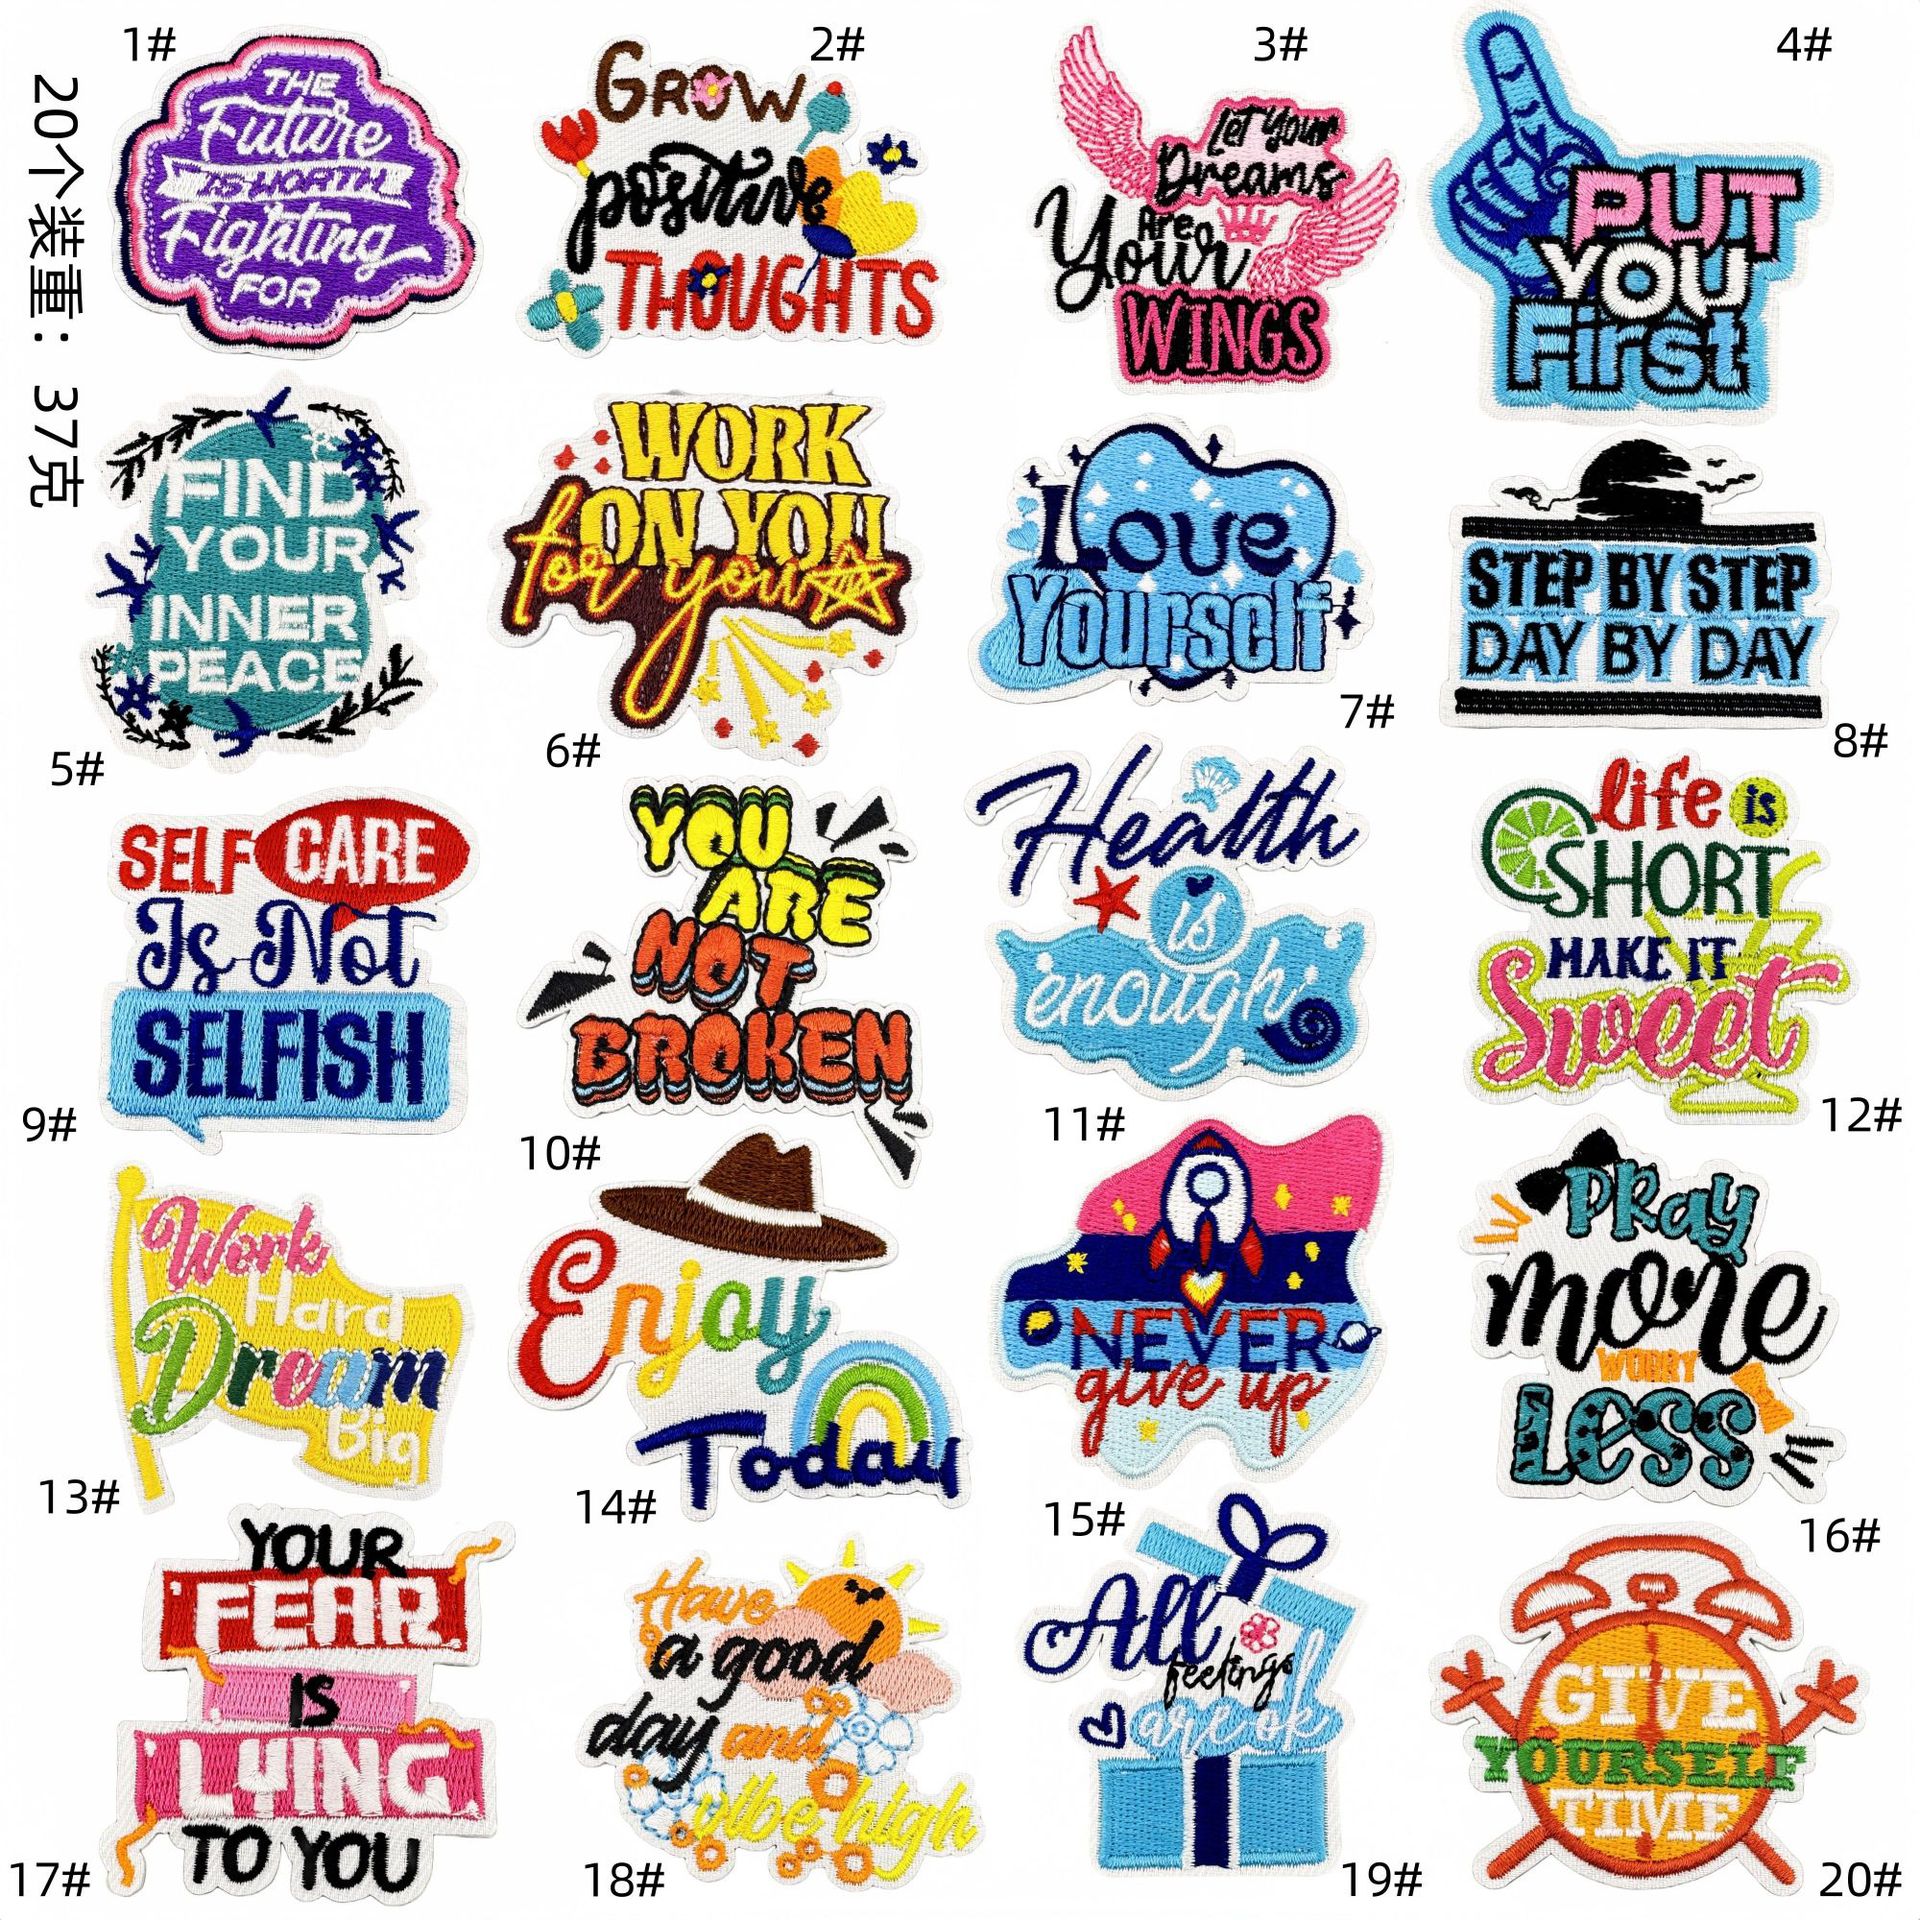 20个装重：37克
1#
THE
Future
IS WORTH
Fighting
FOR
2#
GROW
positive
THOUGHTS
3#
Let Your
Dreams
Are
Your
WINGS
4#
PUT
YOU
First
5#
FIND
YOUR
INNER
PEACE
6#
WORK
ON YOU
for you
7#
Love
Yourself
8#
STEP BY STEP
DAY BY DAY
9#
SELF CARE
Is Not
SELFISH
10#
YOU
ARE
NOT
BROKEN
11#
Health
is
enough
12#
life is
SHORT
MAKE IT
Sweet
13#
Work
Hard
Dream
Big
14#
Enjoy
Today
15#
NEVER
give up
16#
PRay
more
WORRY
Less
17#
YOUR
FEAR
IS
LYING
TO YOU
18#
Have
a good
day and
vibe high
19#
All
feelings
are ok
20#
GIVE
YOURSELF
TIME